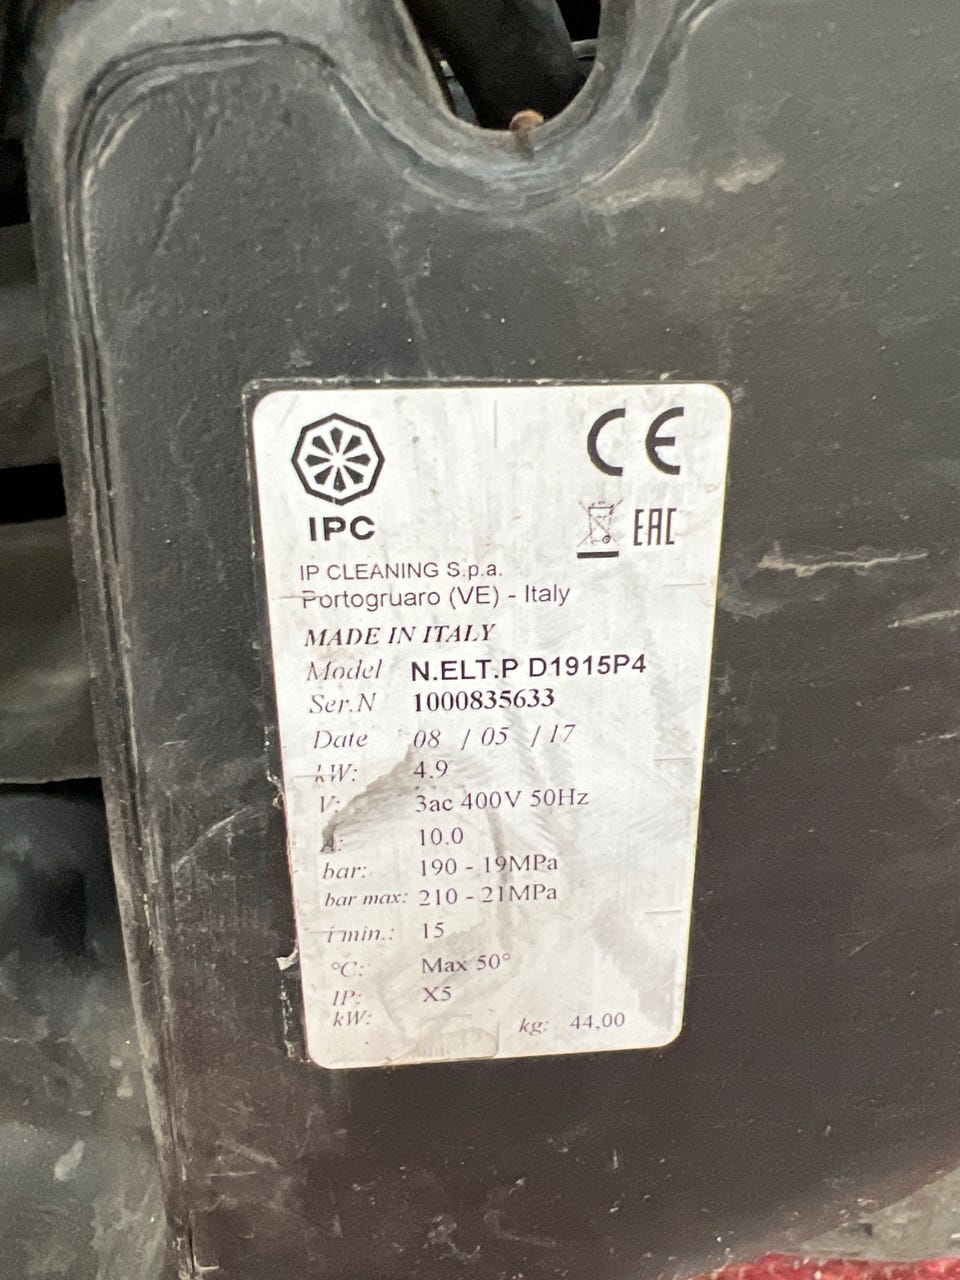 CE
IPC
EAC
IP CLEANING S.p.a.
Portogruaro (VE) - Italy
MADE IN ITALY
Model N.ELT.P D1915P4
Ser.N 1000835633
Date 08 / 05 / 17
kW: 4.9
V: 3ac 400V 50Hz
A: 10.0
bar: 190 - 19MPa
bar max: 210 - 21MPa
l min.: 15
°C: Max 50°
IP: X5
kW: kg: 44,00